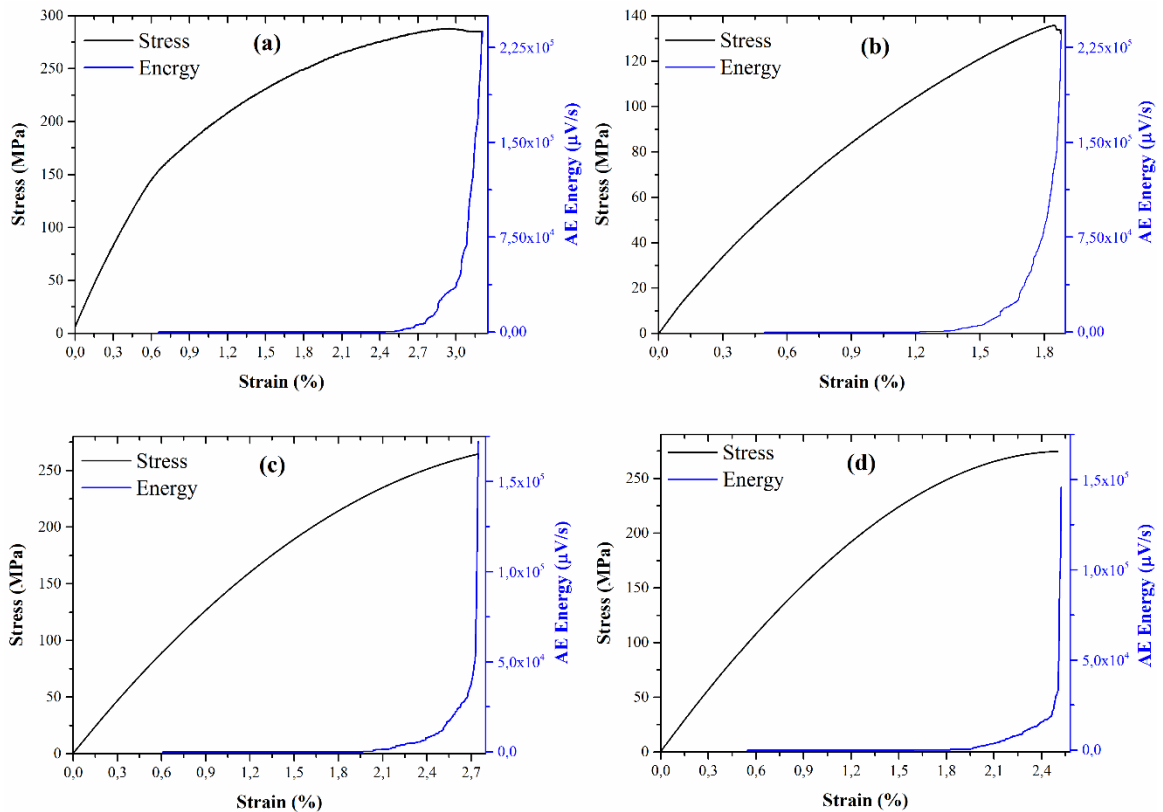 (a)
Stress
Energy
Stress (MPa)
300
250
200
150
100
50
0
0,0 0,3 0,6 0,9 1,2 1,5 1,8 2,1 2,4 2,7 3,0
Strain (%)
2,25x10⁵
1,50x10⁵
7,50x10⁴
0,00
AE Energy (µV/s)
(b)
Stress
Energy
Stress (MPa)
140
120
100
80
60
40
20
0
0,0 0,3 0,6 0,9 1,2 1,5 1,8
Strain (%)
2,25x10⁵
1,50x10⁵
7,50x10⁴
0,00
AE Energy (µV/s)
(c)
Stress
Energy
Stress (MPa)
250
200
150
100
50
0
0,0 0,3 0,6 0,9 1,2 1,5 1,8 2,1 2,4 2,7
Strain (%)
1,5x10⁵
1,0x10⁵
5,0x10⁴
0,0
AE Energy (µV/s)
(d)
Stress
Energy
Stress (MPa)
250
200
150
100
50
0
0,0 0,3 0,6 0,9 1,2 1,5 1,8 2,1 2,4
Strain (%)
1,5x10⁵
1,0x10⁵
5,0x10⁴
0,0
AE Energy (µV/s)